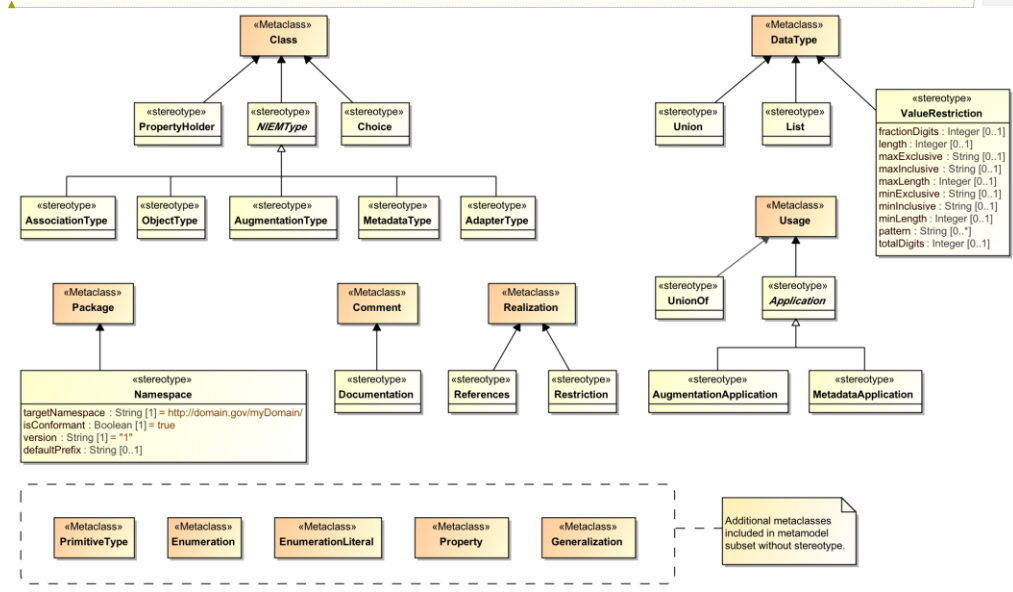 «Metaclass»
Class
«stereotype»
PropertyHolder
«stereotype»
NIEMType
«stereotype»
Choice
«stereotype»
AssociationType
«stereotype»
ObjectType
«stereotype»
AugmentationType
«stereotype»
MetadataType
«stereotype»
AdapterType
«Metaclass»
DataType
«stereotype»
Union
«stereotype»
List
«stereotype»
ValueRestriction
fractionDigits : Integer [0..1]
length : Integer [0..1]
maxExclusive : String [0..1]
maxInclusive : String [0..1]
maxLength : Integer [0..1]
minExclusive : String [0..1]
minInclusive : String [0..1]
minLength : Integer [0..1]
pattern : String [0..*]
totalDigits : Integer [0..1]
«Metaclass»
Usage
«stereotype»
UnionOf
«stereotype»
Application
«stereotype»
AugmentationApplication
«stereotype»
MetadataApplication
«Metaclass»
Package
«stereotype»
Namespace
targetNamespace : String [1] = http://domain.gov/myDomain/
isConformant : Boolean [1] = true
version : String [1] = "1"
defaultPrefix : String [0..1]
«Metaclass»
Comment
«stereotype»
Documentation
«Metaclass»
Realization
«stereotype»
References
«stereotype»
Restriction
«Metaclass»
PrimitiveType
«Metaclass»
Enumeration
«Metaclass»
EnumerationLiteral
«Metaclass»
Property
«Metaclass»
Generalization
Additional metaclasses
included in metamodel
subset without stereotype.